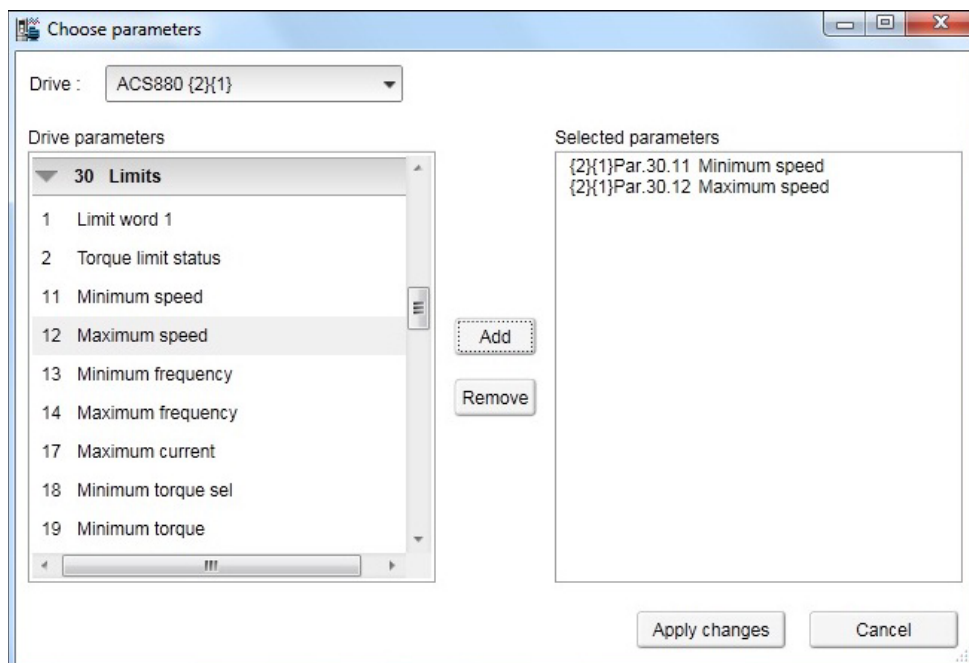 Choose parameters
Drive :
ACS880 {2}{1}
Drive parameters
30 Limits
1 Limit word 1
2 Torque limit status
11 Minimum speed
12 Maximum speed
13 Minimum frequency
14 Maximum frequency
17 Maximum current
18 Minimum torque sel
19 Minimum torque
Add
Remove
Selected parameters
{2}{1}Par.30.11 Minimum speed
{2}{1}Par.30.12 Maximum speed
Apply changes
Cancel